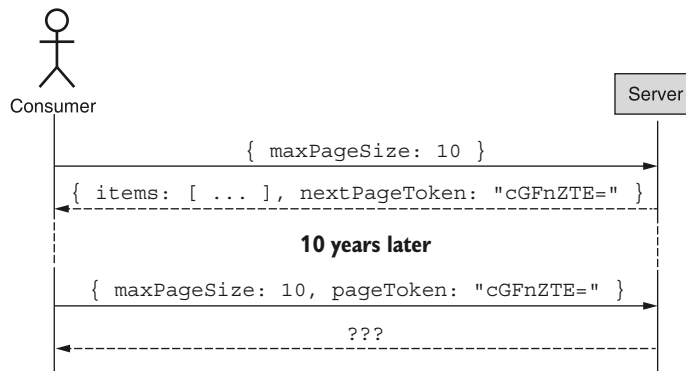 Consumer
Server
{ maxPageSize: 10 }
{ items: [ ... ], nextPageToken: "cGFnZTE=" }
10 years later
{ maxPageSize: 10, pageToken: "cGFnZTE=" }
???